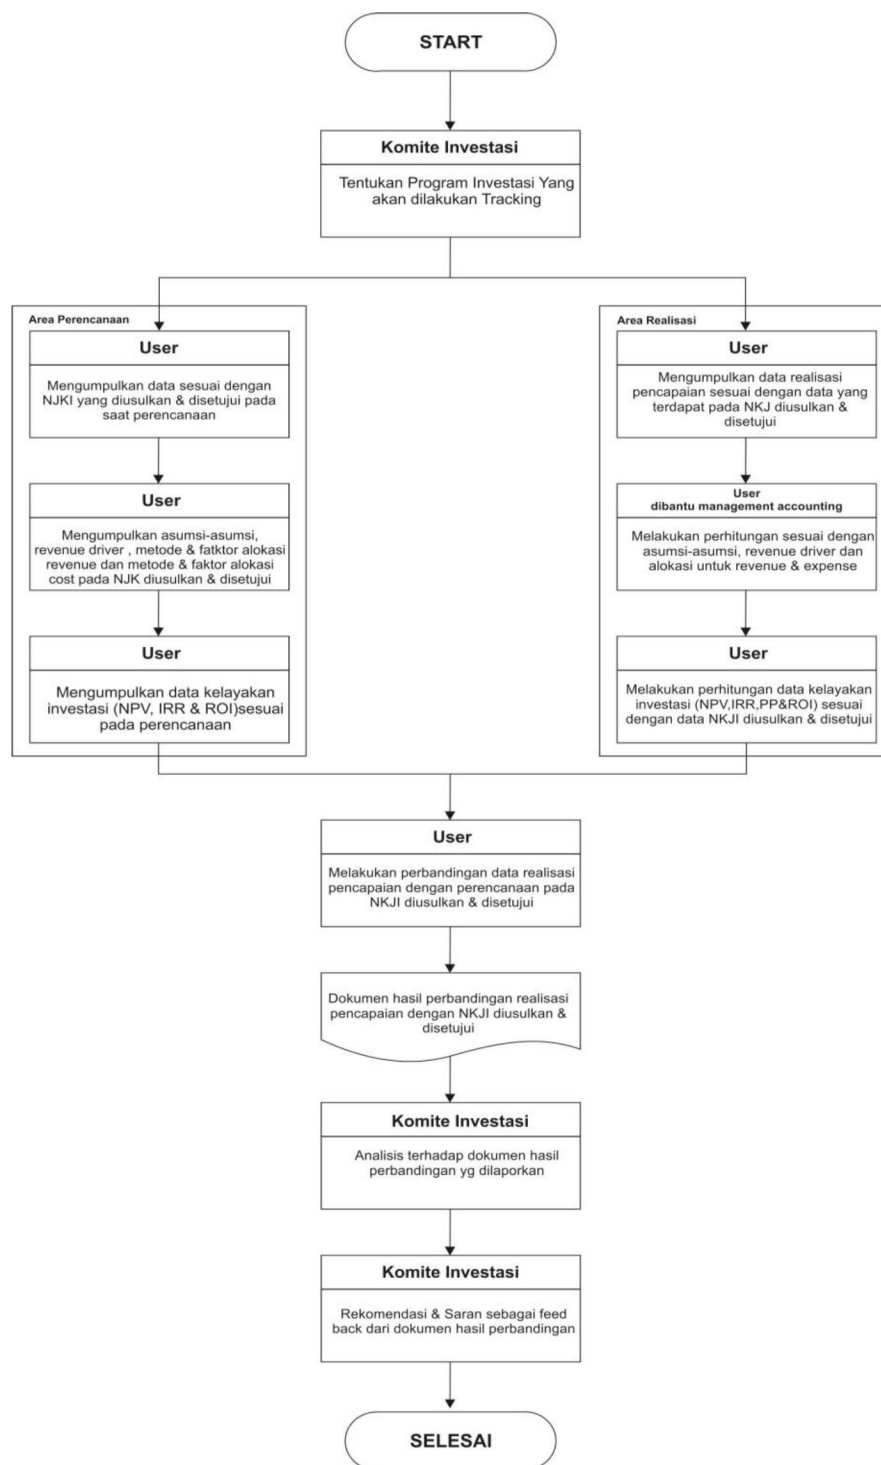 START
Komite Investasi
Tentukan Program Investasi Yang
akan dilakukan Tracking
Area Perencanaan
User
Mengumpulkan data sesuai dengan
NJKI yang diusulkan & disetujui pada
saat perencanaan
User
Mengumpulkan asumsi-asumsi,
revenue driver , metode & fatktor alokasi
revenue dan metode & faktor alokasi
cost pada NJK diusulkan & disetujui
User
Mengumpulkan data kelayakan
investasi (NPV, IRR & ROI)sesuai
pada perencanaan
Area Realisasi
User
Mengumpulkan data realisasi
pencapaian sesuai dengan data yang
terdapat pada NKJ diusulkan &
disetujui
User
dibantu management accounting
Melakukan perhitungan sesuai dengan
asumsi-asumsi, revenue driver dan
alokasi untuk revenue & expense
User
Melakukan perhitungan data kelayakan
investasi (NPV,IRR,PP&ROI) sesuai
dengan data NKJI diusulkan & disetujui
User
Melakukan perbandingan data realisasi
pencapaian dengan perencanaan pada
NKJI diusulkan & disetujui
Dokumen hasil perbandingan realisasi
pencapaian dengan NKJI diusulkan &
disetujui
Komite Investasi
Analisis terhadap dokumen hasil
perbandingan yg dilaporkan
Komite Investasi
Rekomendasi & Saran sebagai feed
back dari dokumen hasil perbandingan
SELESAI